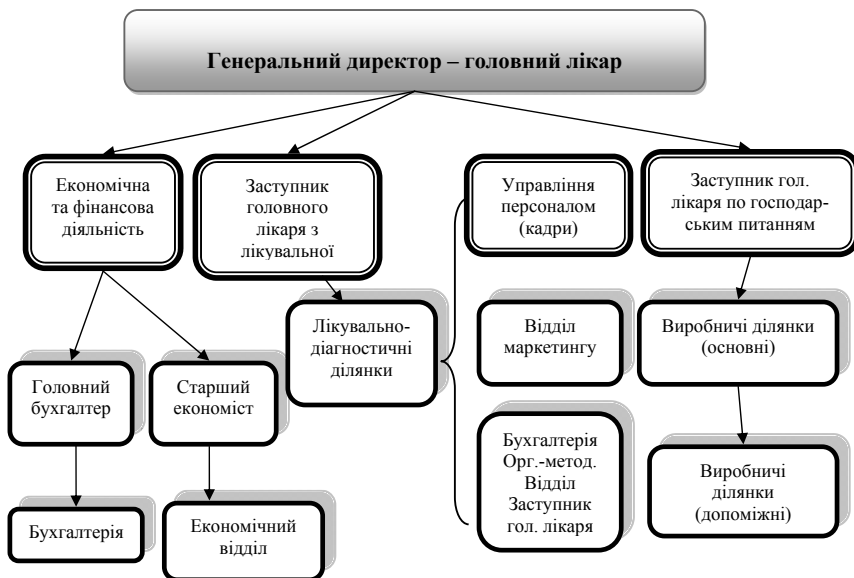 Генеральний директор – головний лікар
Економічна
та фінансова
діяльність
Заступник
головного
лікаря з
лікувальної
Управління
персоналом
(кадри)
Заступник гол.
лікаря по господар-
ським питанням
Лікувально-
діагностичні
ділянки
Відділ
маркетингу
Виробничі ділянки
(основні)
Головний
бухгалтер
Старший
економіст
Бухгалтерія
Орг.-метод.
Відділ
Заступник
гол. лікаря
Виробничі
ділянки
(допоміжні)
Бухгалтерія
Економічний
відділ